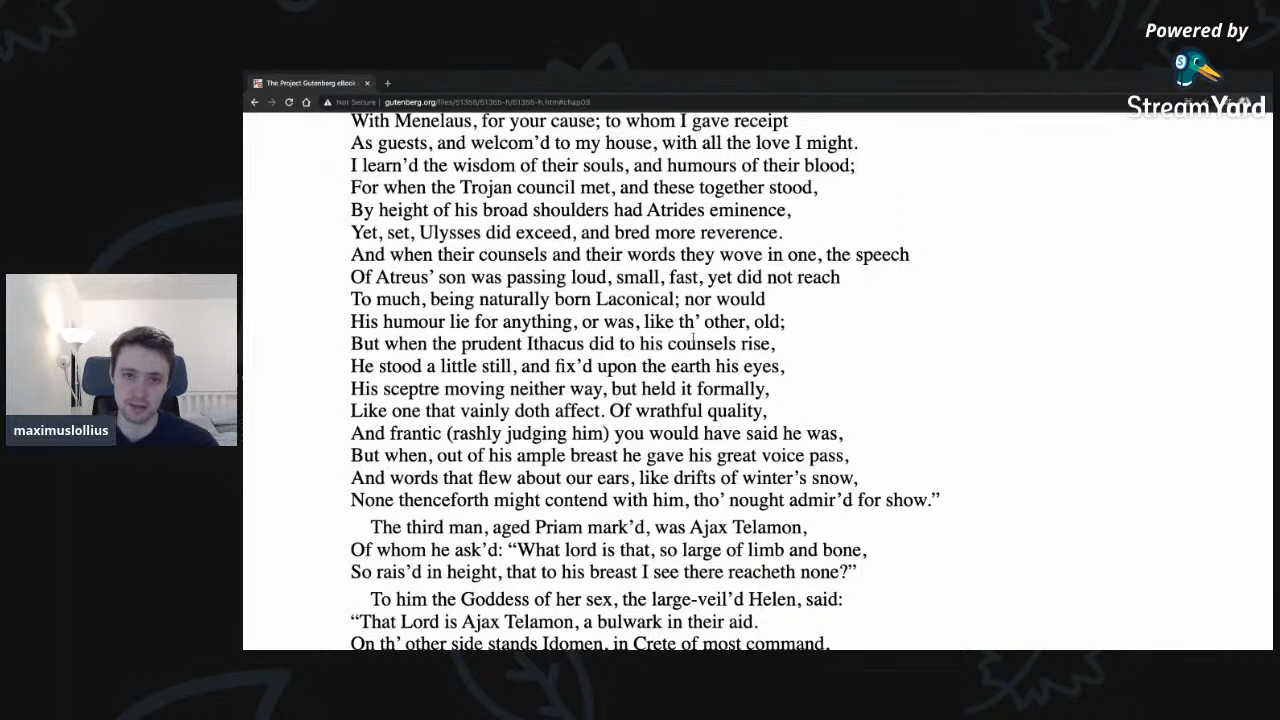 Powered by
StreamYard
The Project Gutenberg eBook
Not Secure | gutenberg.org/files/51355/51355-h/51355-h.htm#chap03
With Menelaus, for your cause; to whom I gave receipt
As guests, and welcom’d to my house, with all the love I might.
I learn’d the wisdom of their souls, and humours of their blood;
For when the Trojan council met, and these together stood,
By height of his broad shoulders had Atrides eminence,
Yet, set, Ulysses did exceed, and bred more reverence.
And when their counsels and their words they wove in one, the speech
Of Atreus’ son was passing loud, small, fast, yet did not reach
To much, being naturally born Laconical; nor would
His humour lie for anything, or was, like th’ other, old;
But when the prudent Ithacus did to his counsels rise,
He stood a little still, and fix’d upon the earth his eyes,
His sceptre moving neither way, but held it formally,
Like one that vainly doth affect. Of wrathful quality,
And frantic (rashly judging him) you would have said he was,
But when, out of his ample breast he gave his great voice pass,
And words that flew about our ears, like drifts of winter’s snow,
None thenceforth might contend with him, tho’ nought admir’d for show.”
The third man, aged Priam mark’d, was Ajax Telamon,
Of whom he ask’d: “What lord is that, so large of limb and bone,
So rais’d in height, that to his breast I see there reacheth none?”
To him the Goddess of her sex, the large-veil’d Helen, said:
“That Lord is Ajax Telamon, a bulwark in their aid.
On th’ other side stands Idomen, in Crete of most command,
maximuslollius